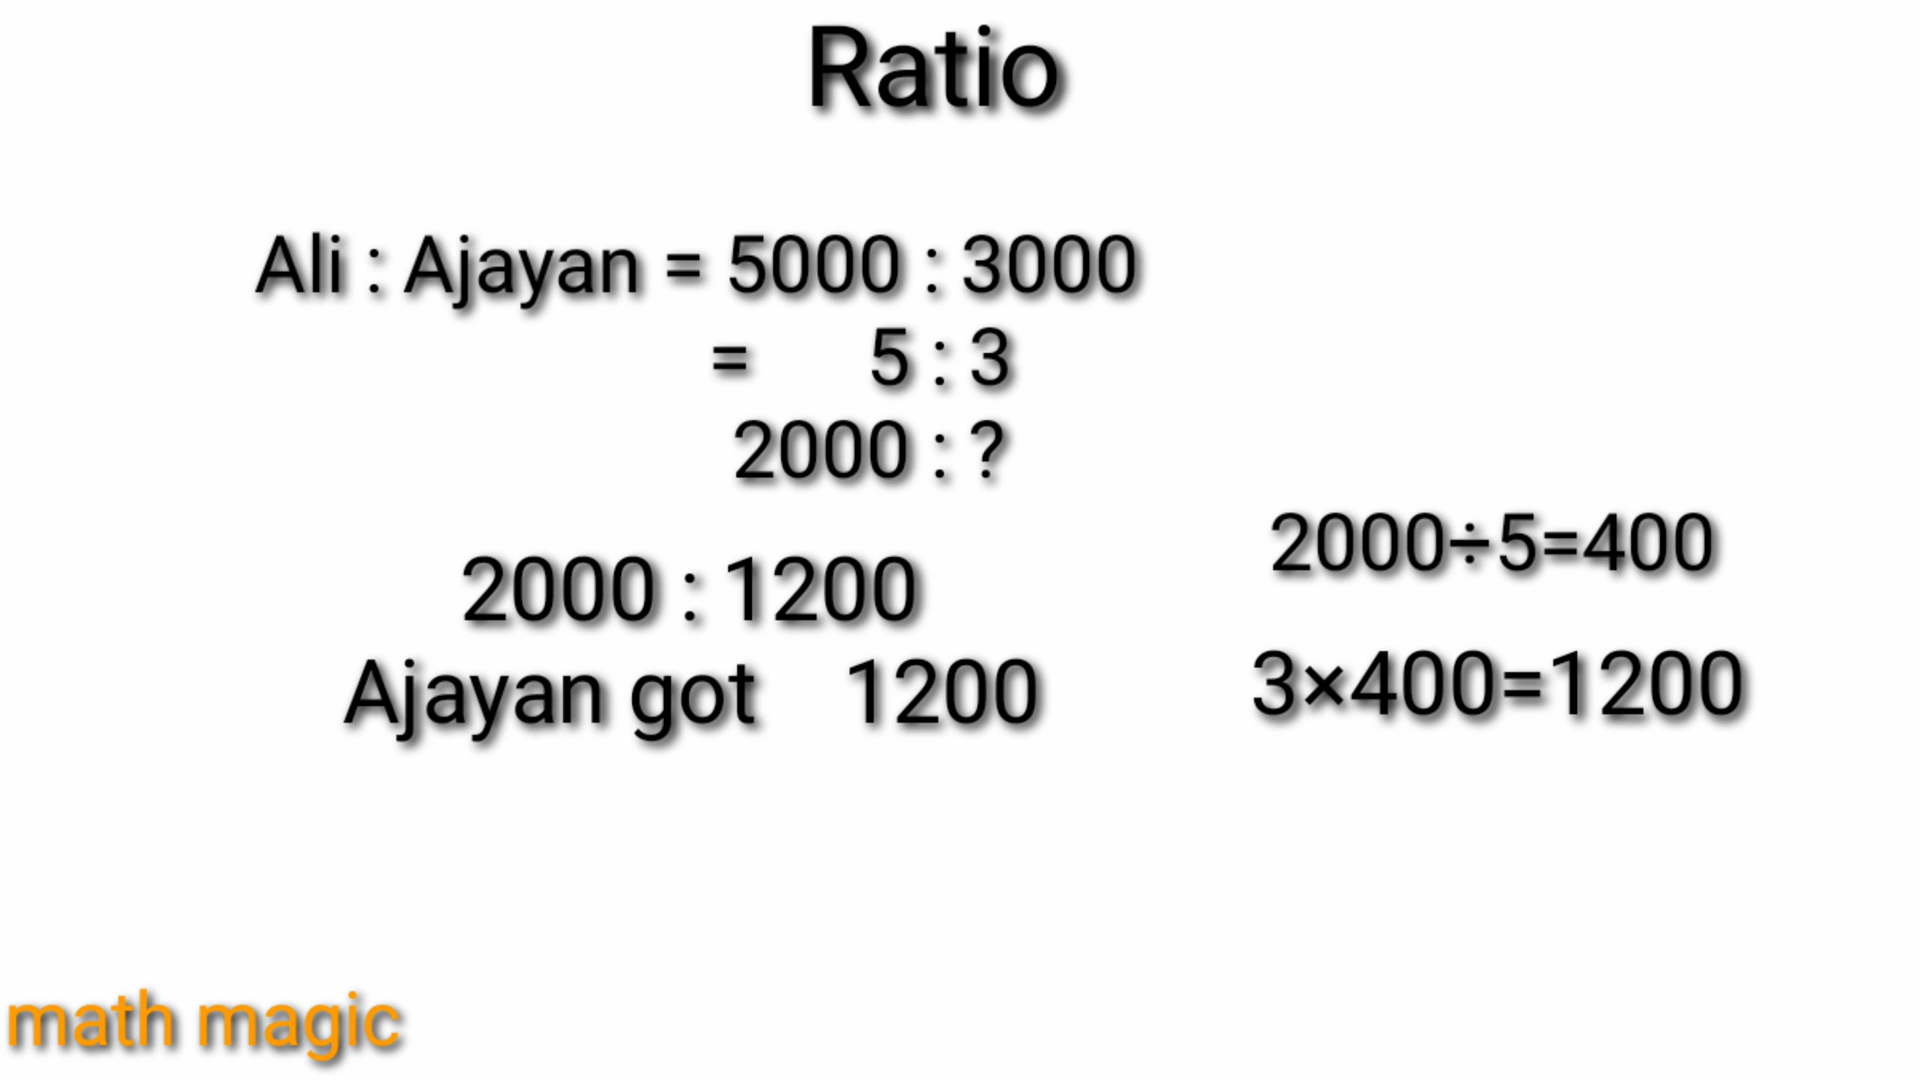 Ratio
Ali : Ajayan = 5000 : 3000
= 5 : 3
2000 : ?
2000÷5=400
2000 : 1200
3×400=1200
Ajayan got 1200
math magic